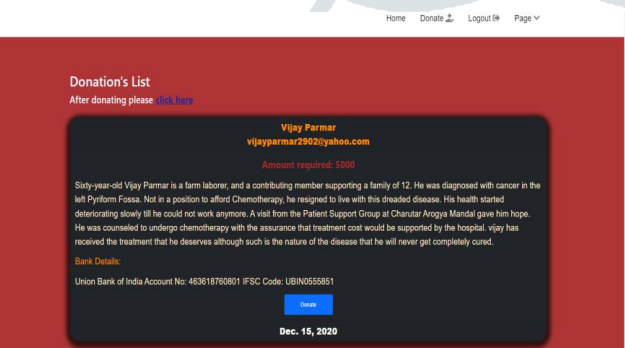 Home Donate Logout Page
Donation's List
After donating please click here
Vijay Parmar
vijayparmar2902@yahoo.com
Amount required: 5000
Sixty-year-old Vijay Parmar is a farm laborer, and a contributing member supporting a family of 12. He was diagnosed with cancer in the
left Pyriform Fossa. Not in a position to afford Chemotherapy, he resigned to live with this dreaded disease. His health started
deteriorating slowly till he could not work anymore. A visit from the Patient Support Group at Charutar Arogya Mandal gave him hope.
He was counseled to undergo chemotherapy with the assurance that treatment cost would be supported by the hospital. vijay has
received the treatment that he deserves although such is the nature of the disease that he will never get completely cured.
Bank Details:
Union Bank of India Account No: 463618760801 IFSC Code: UBIN0555851
Donate
Dec. 15, 2020